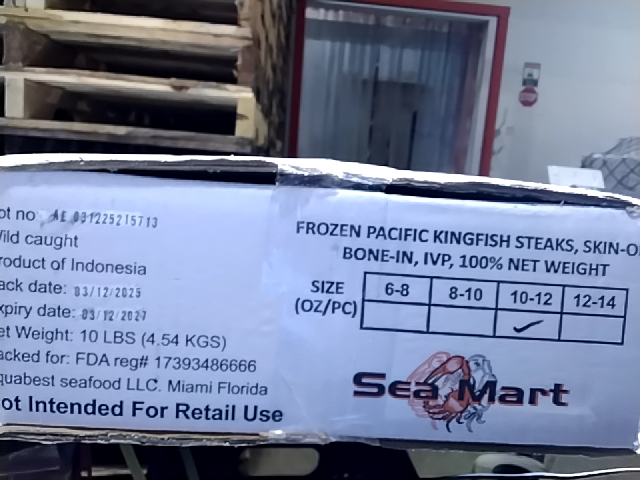 ot no: AE 031225215713
ild caught
roduct of Indonesia
ack date: 03/12/2025
xpiry date: 03/12/2027
et Weight: 10 LBS (4.54 KGS)
acked for: FDA reg# 17393486666
quabest seafood LLC. Miami Florida
ot Intended For Retail Use
FROZEN PACIFIC KINGFISH STEAKS, SKIN-O
BONE-IN, IVP, 100% NET WEIGHT
SIZE (OZ/PC) 6-8 8-10 10-12 12-14
✓
Sea Mart